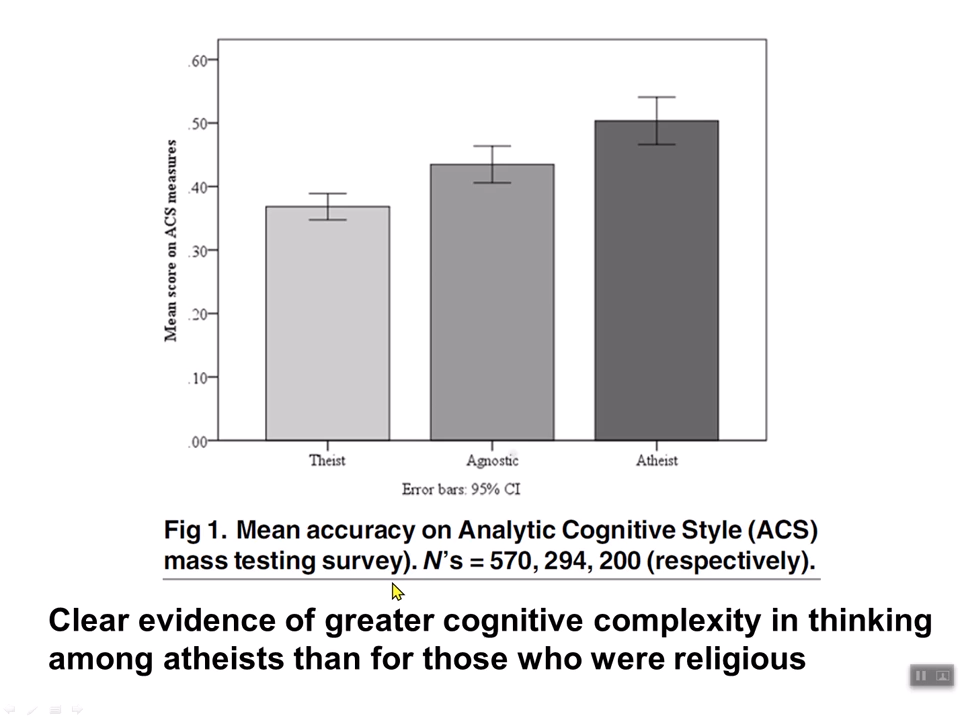 .60
.50
.40
.30
.20
.10
.00
Mean score on ACS measures
Theist Agnostic Atheist
Error bars: 95% CI
Fig 1. Mean accuracy on Analytic Cognitive Style (ACS)
mass testing survey). N's = 570, 294, 200 (respectively).
Clear evidence of greater cognitive complexity in thinking
among atheists than for those who were religious